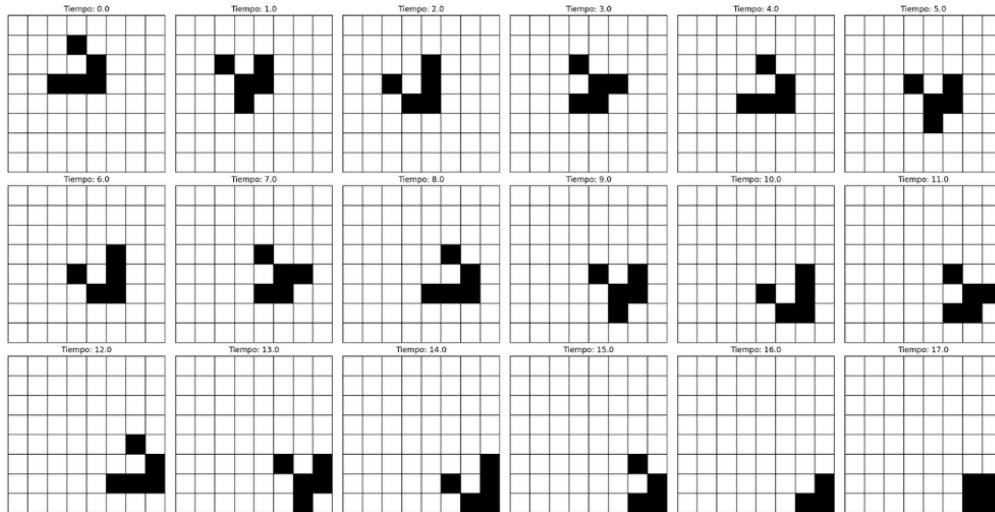 Tiempo: 0.0
Tiempo: 1.0
Tiempo: 2.0
Tiempo: 3.0
Tiempo: 4.0
Tiempo: 5.0
Tiempo: 6.0
Tiempo: 7.0
Tiempo: 8.0
Tiempo: 9.0
Tiempo: 10.0
Tiempo: 11.0
Tiempo: 12.0
Tiempo: 13.0
Tiempo: 14.0
Tiempo: 15.0
Tiempo: 16.0
Tiempo: 17.0